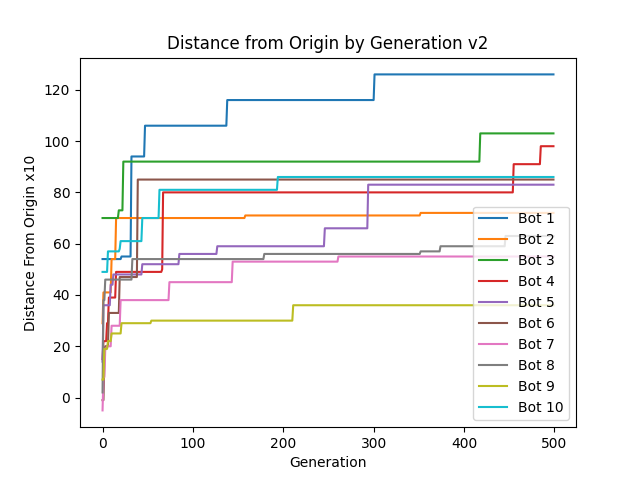 Distance from Origin by Generation v2
Distance From Origin x10
120
100
80
60
40
20
0
0 100 200 300 400 500
Generation
Bot 1
Bot 2
Bot 3
Bot 4
Bot 5
Bot 6
Bot 7
Bot 8
Bot 9
Bot 10